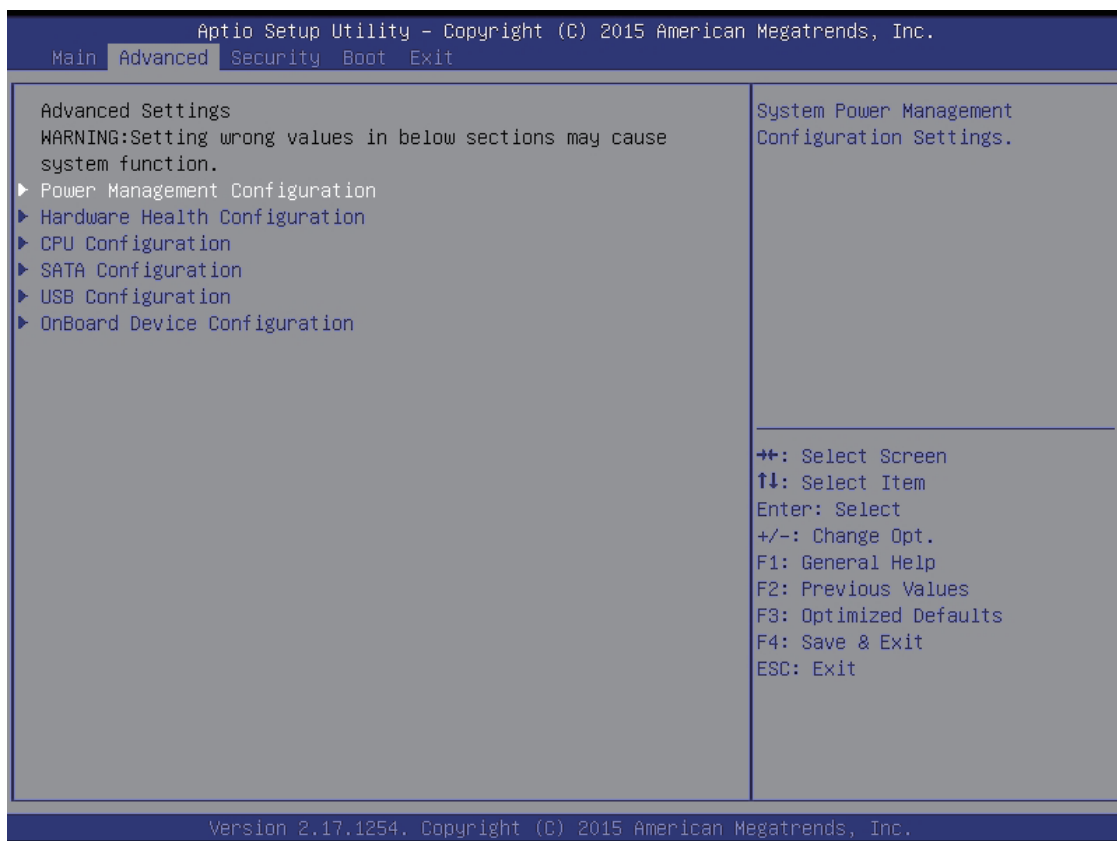 Aptio Setup Utility – Copyright (C) 2015 American Megatrends, Inc.
Main Advanced Security Boot Exit
Advanced Settings
WARNING:Setting wrong values in below sections may cause
system function.
▶ Power Management Configuration
▶ Hardware Health Configuration
▶ CPU Configuration
▶ SATA Configuration
▶ USB Configuration
▶ OnBoard Device Configuration
System Power Management
Configuration Settings.
→←: Select Screen
↑↓: Select Item
Enter: Select
+/-: Change Opt.
F1: General Help
F2: Previous Values
F3: Optimized Defaults
F4: Save & Exit
ESC: Exit
Version 2.17.1254. Copyright (C) 2015 American Megatrends, Inc.